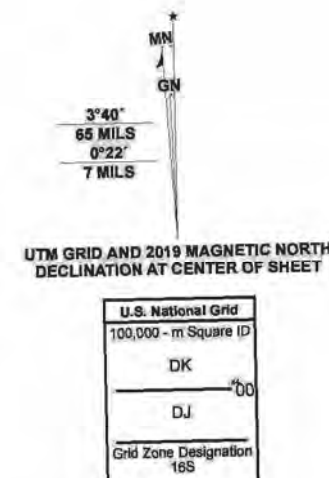 ★
MN
GN
3°40´
65 MILS
0°22´
7 MILS
UTM GRID AND 2019 MAGNETIC NORTH
DECLINATION AT CENTER OF SHEET
U.S. National Grid
100,000 - m Square ID
DK
00
DJ
Grid Zone Designation
16S